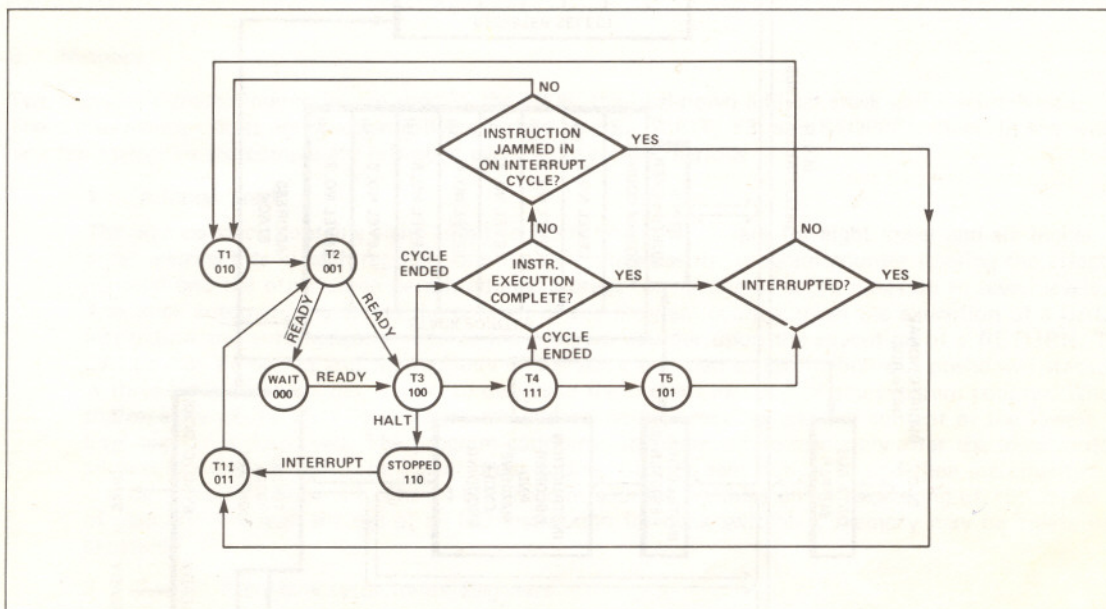 NO
NO
INSTRUCTION
JAMMED IN
ON INTERRUPT
CYCLE?
YES
T1
010
T2
001
CYCLE
ENDED
NO
INSTR.
EXECUTION
COMPLETE?
YES
NO
INTERRUPTED?
YES
READY
READY
CYCLE
ENDED
WAIT
000
READY
T3
100
T4
111
T5
101
HALT
T1I
011
INTERRUPT
STOPPED
110